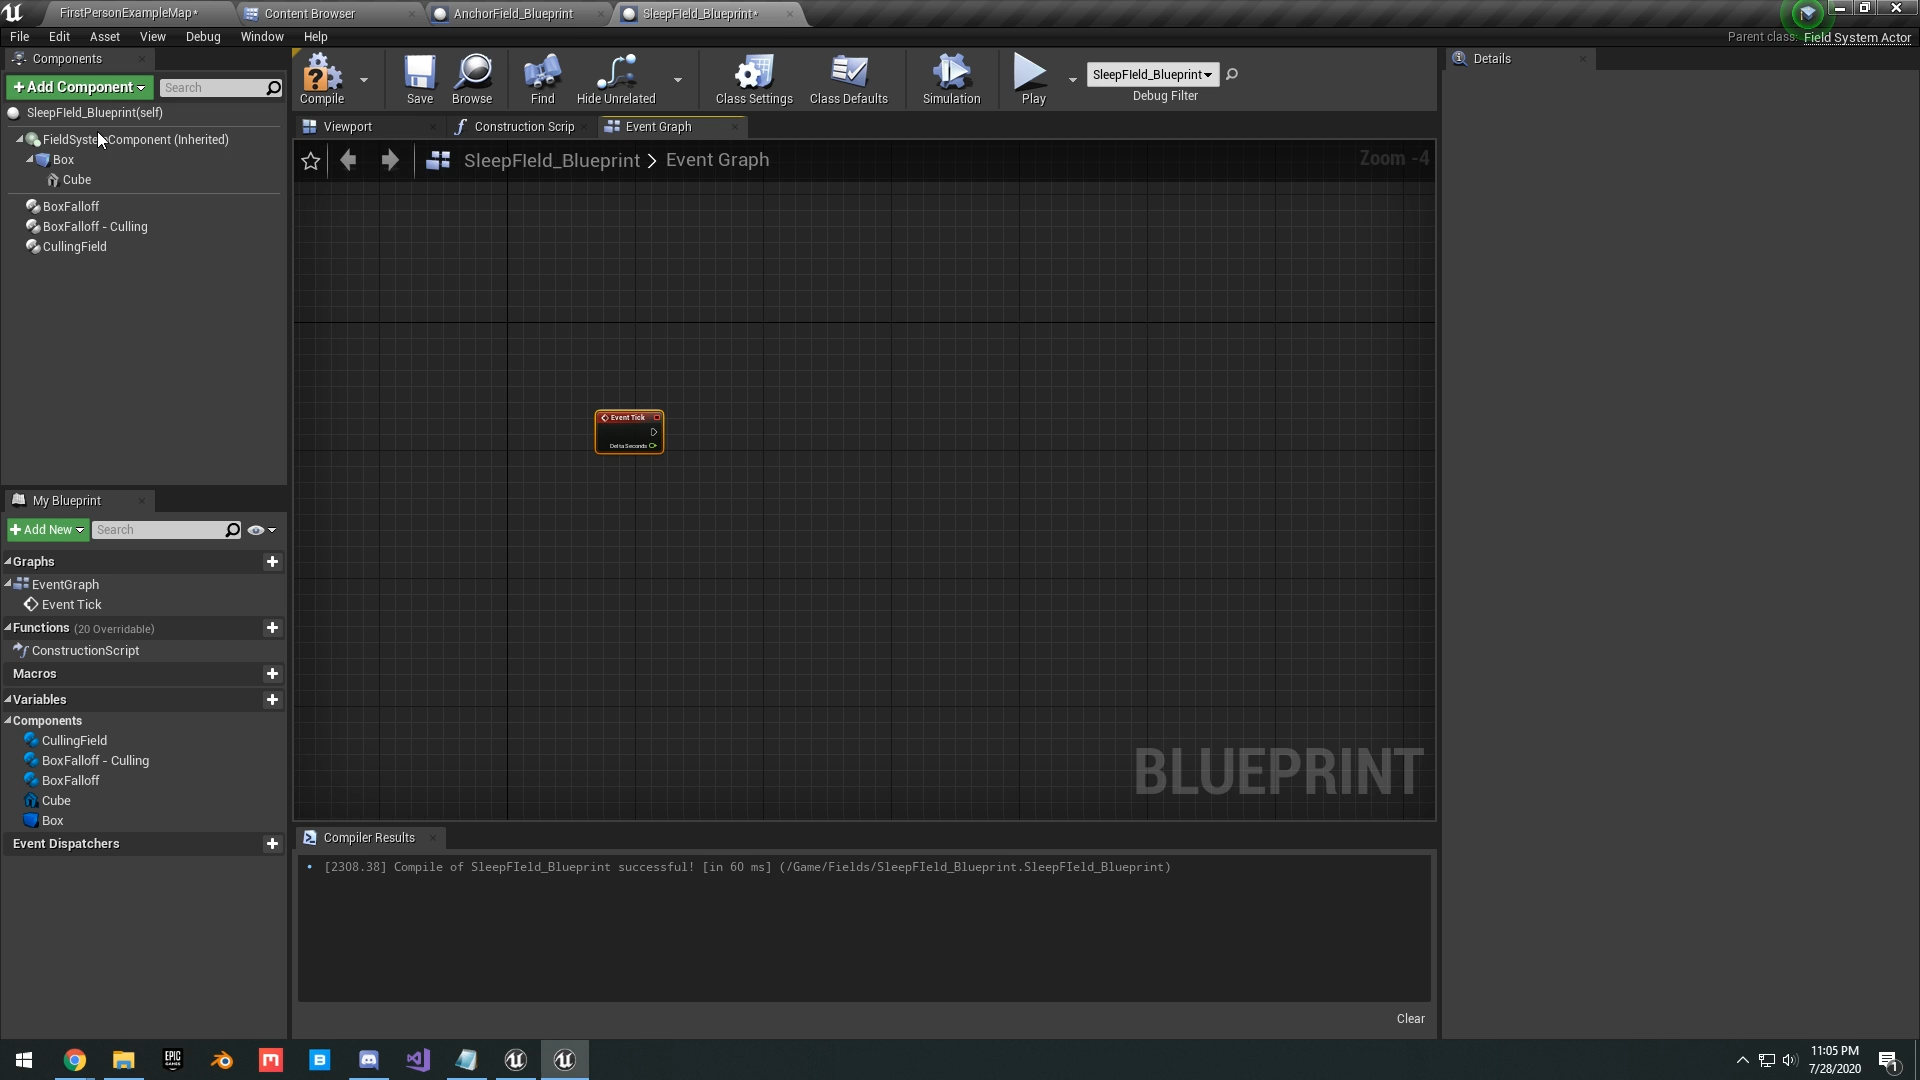 FirstPersonExampleMap*
Content Browser
AnchorField_Blueprint
SleepFIeld_Blueprint*
File Edit Asset View Debug Window Help
Parent class: Field System Actor
Components
+Add Component
Search
SleepFIeld_Blueprint(self)
FieldSystemComponent (Inherited)
Box
Cube
BoxFalloff
BoxFalloff - Culling
CullingField
Compile
Save
Browse
Find
Hide Unrelated
Class Settings
Class Defaults
Simulation
Play
SleepFIeld_Blueprint
Debug Filter
Details
Viewport
Construction Scrip
Event Graph
SleepFIeld_Blueprint > Event Graph
Zoom -4
Event Tick
Delta Seconds
BLUEPRINT
My Blueprint
+Add New
Search
Graphs
EventGraph
Event Tick
Functions (20 Overridable)
ConstructionScript
Macros
Variables
Components
CullingField
BoxFalloff - Culling
BoxFalloff
Cube
Box
Event Dispatchers
Compiler Results
[2308.38] Compile of SleepFIeld_Blueprint successful! [in 60 ms] (/Game/Fields/SleepFIeld_Blueprint.SleepFIeld_Blueprint)
Clear
EPIC GAMES
11:05 PM
7/28/2020
1